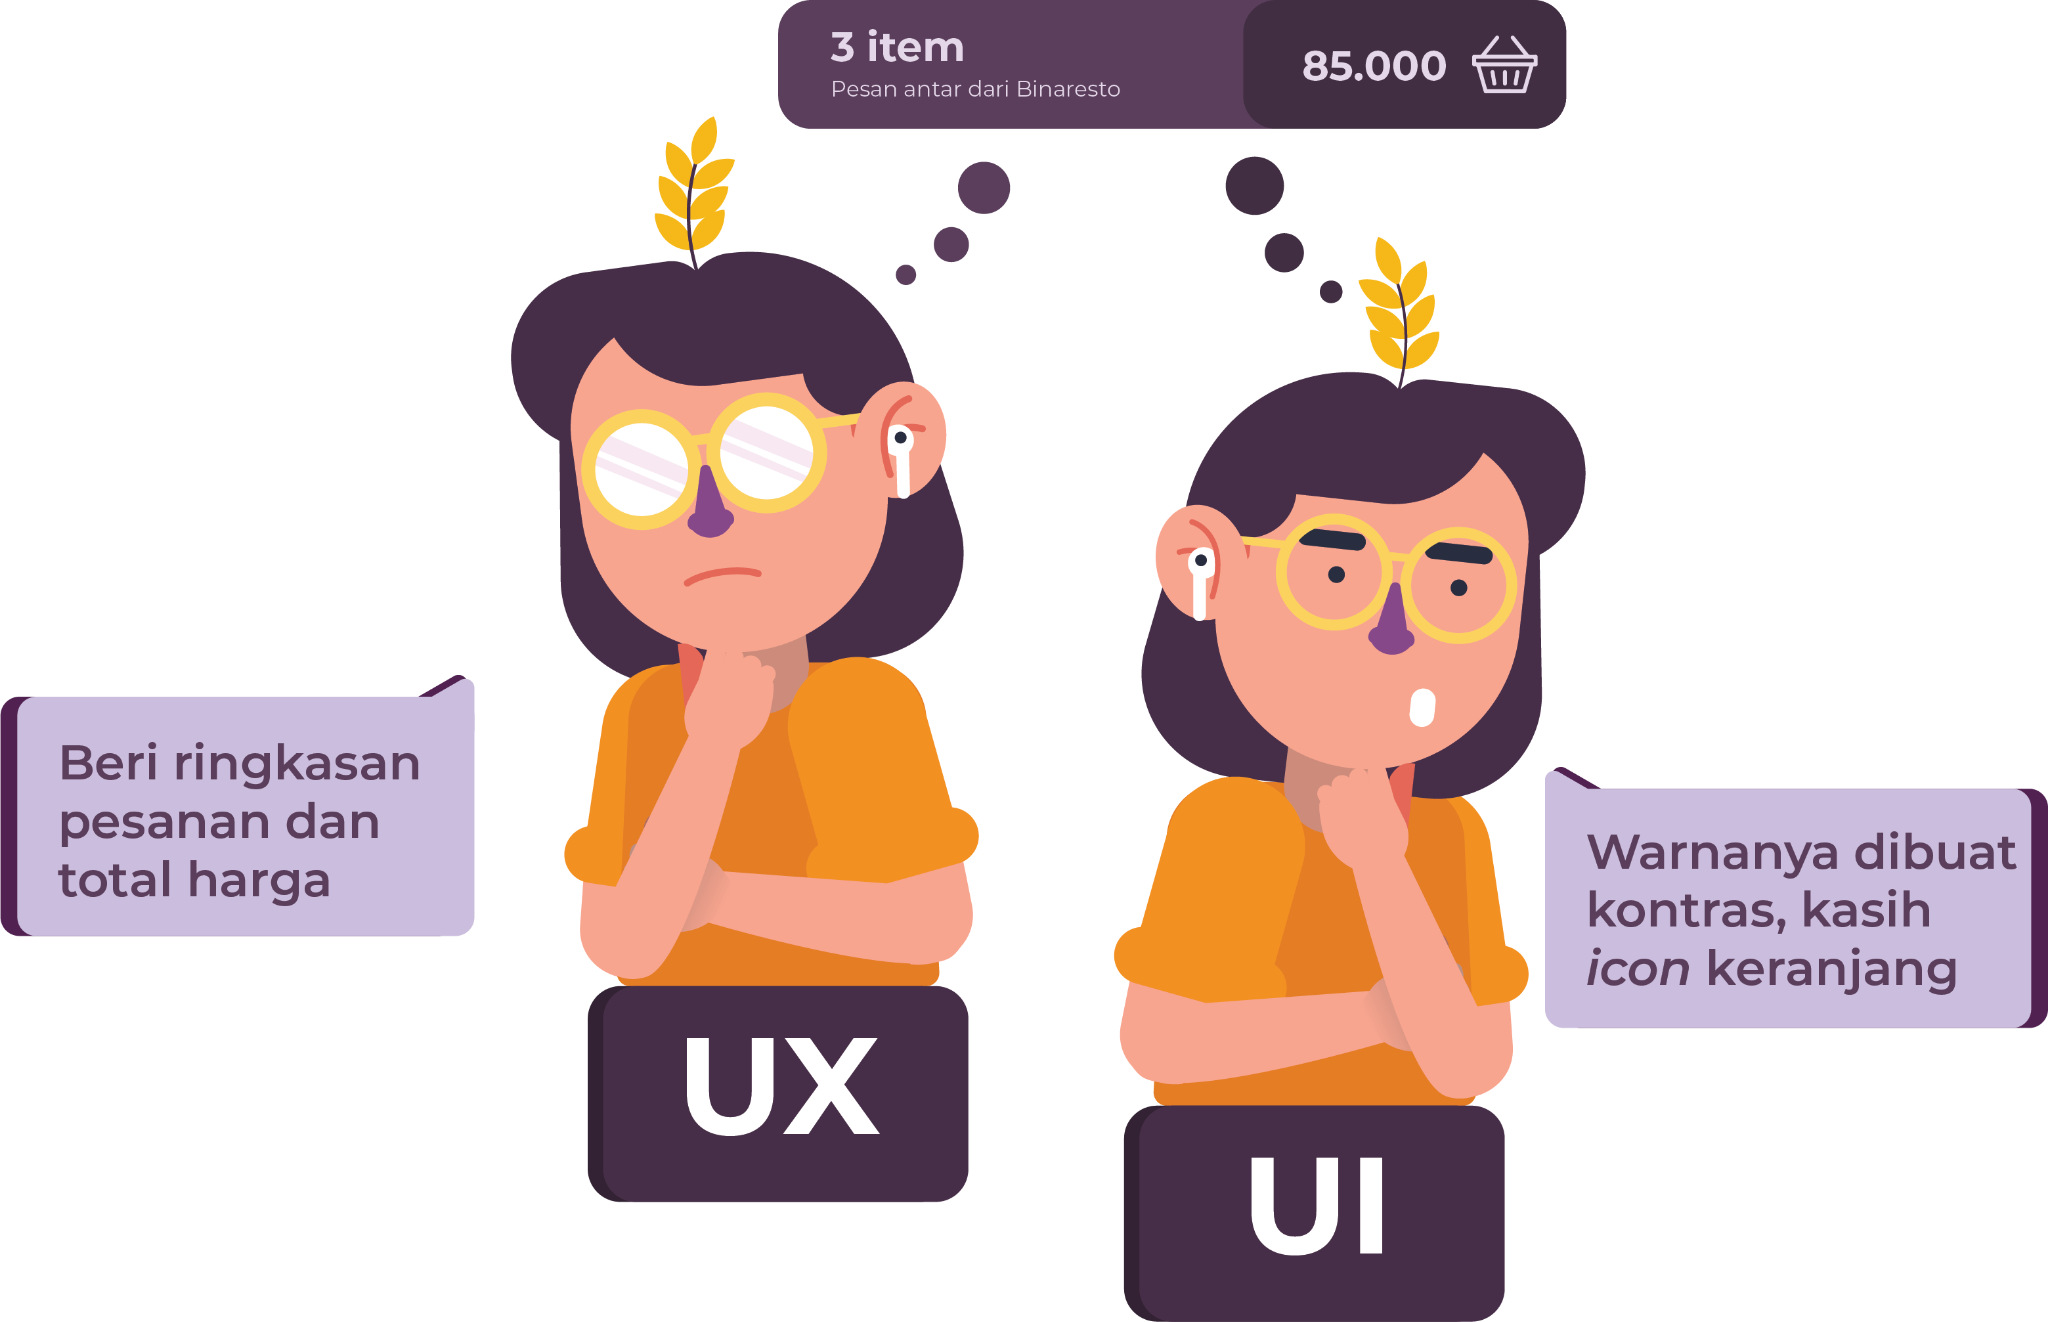 3 item
Pesan antar dari Binaresto
85.000
Beri ringkasan
pesanan dan
total harga
Warnanya dibuat
kontras, kasih
icon keranjang
UX
UI